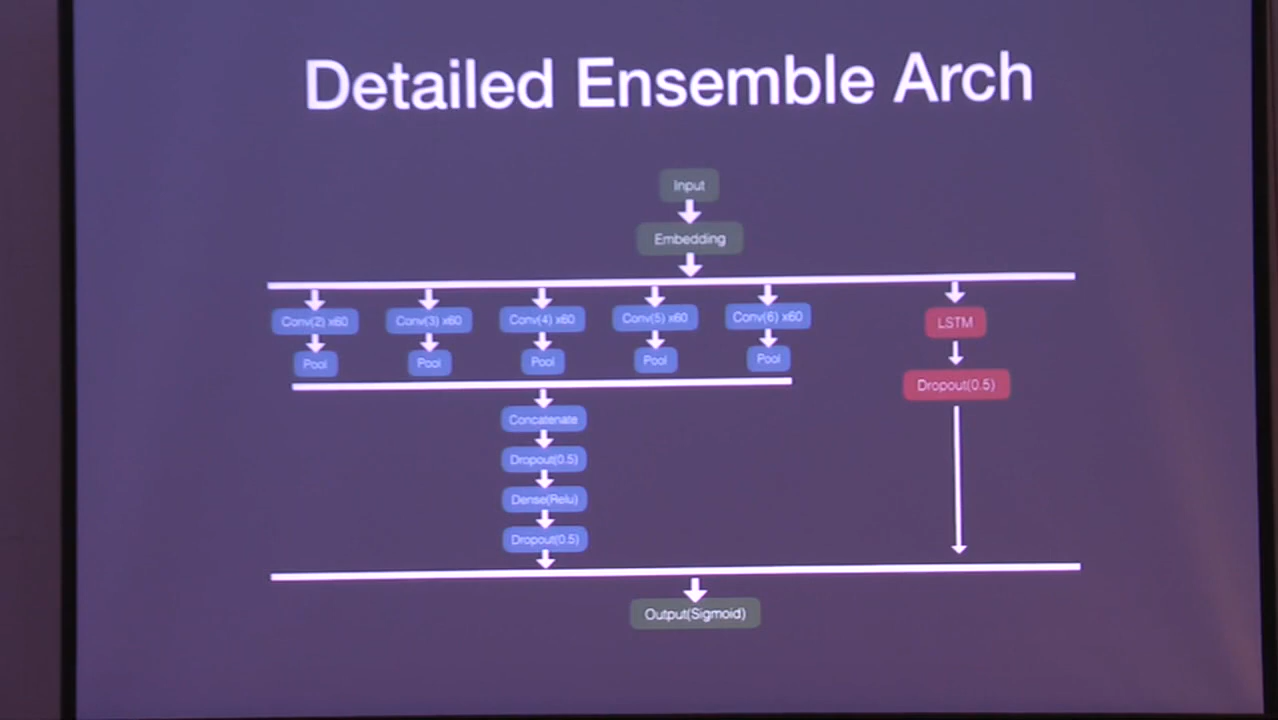 Detailed Ensemble Arch
Input
Embedding
Conv(2) x60
Conv(3) x60
Conv(4) x60
Conv(5) x60
Conv(6) x60
LSTM
Pool
Pool
Pool
Pool
Pool
Dropout(0.5)
Concatenate
Dropout(0.5)
Dense(Relu)
Dropout(0.5)
Output(Sigmoid)